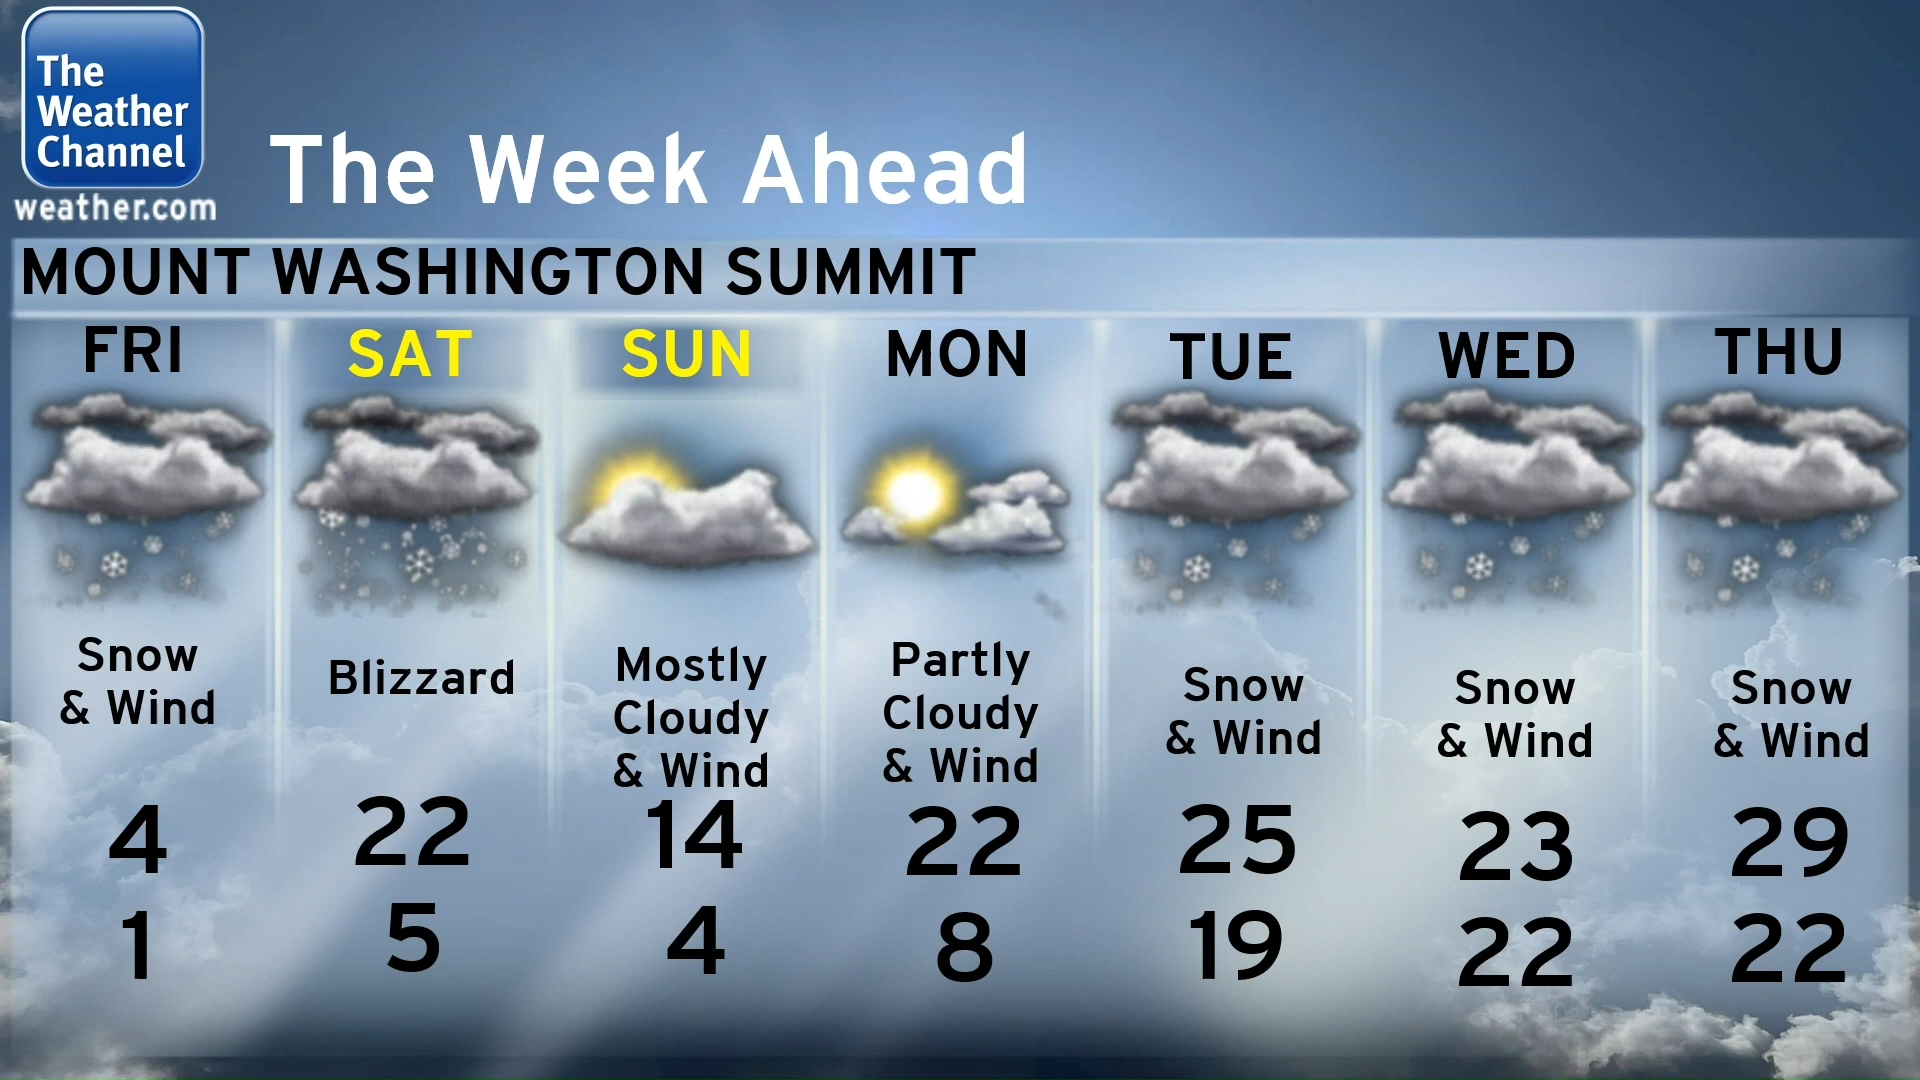 The
Weather
Channel
weather.com
The Week Ahead
MOUNT WASHINGTON SUMMIT
FRI
Snow
& Wind
4
1
SAT
Blizzard
22
5
SUN
Mostly
Cloudy
& Wind
14
4
MON
Partly
Cloudy
& Wind
22
8
TUE
Snow
& Wind
25
19
WED
Snow
& Wind
23
22
THU
Snow
& Wind
29
22